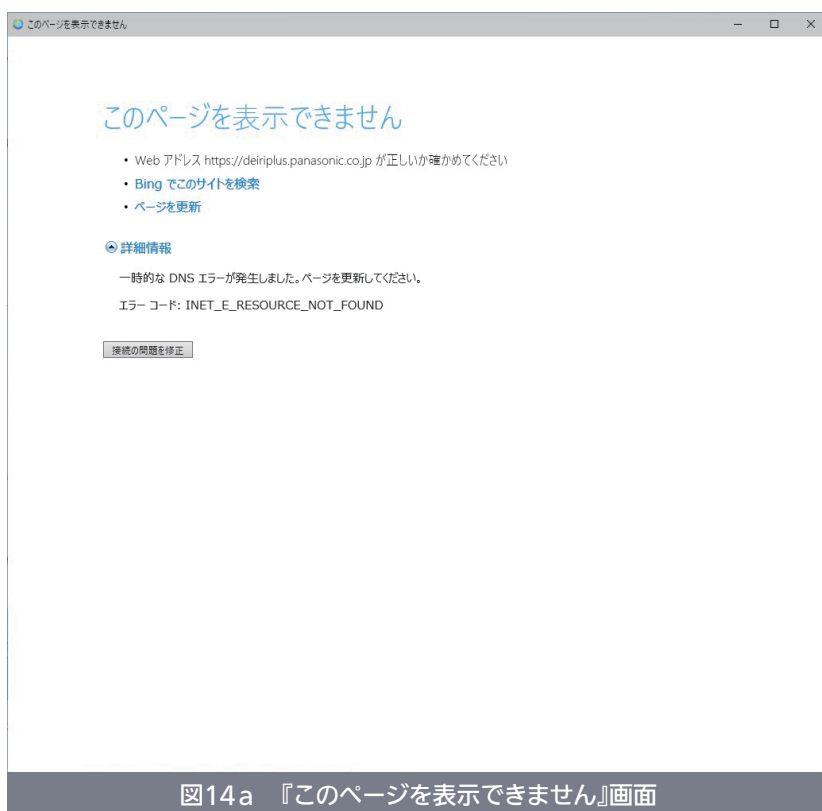 このページを表示できません
このページを表示できません
• Web アドレス https://deiriplus.panasonic.co.jp が正しいか確かめてください
• Bing でこのサイトを検索
• ページを更新
詳細情報
一時的な DNS エラーが発生しました。ページを更新してください。
エラー コード: INET_E_RESOURCE_NOT_FOUND
接続の問題を修正
図14a 『このページを表示できません』画面